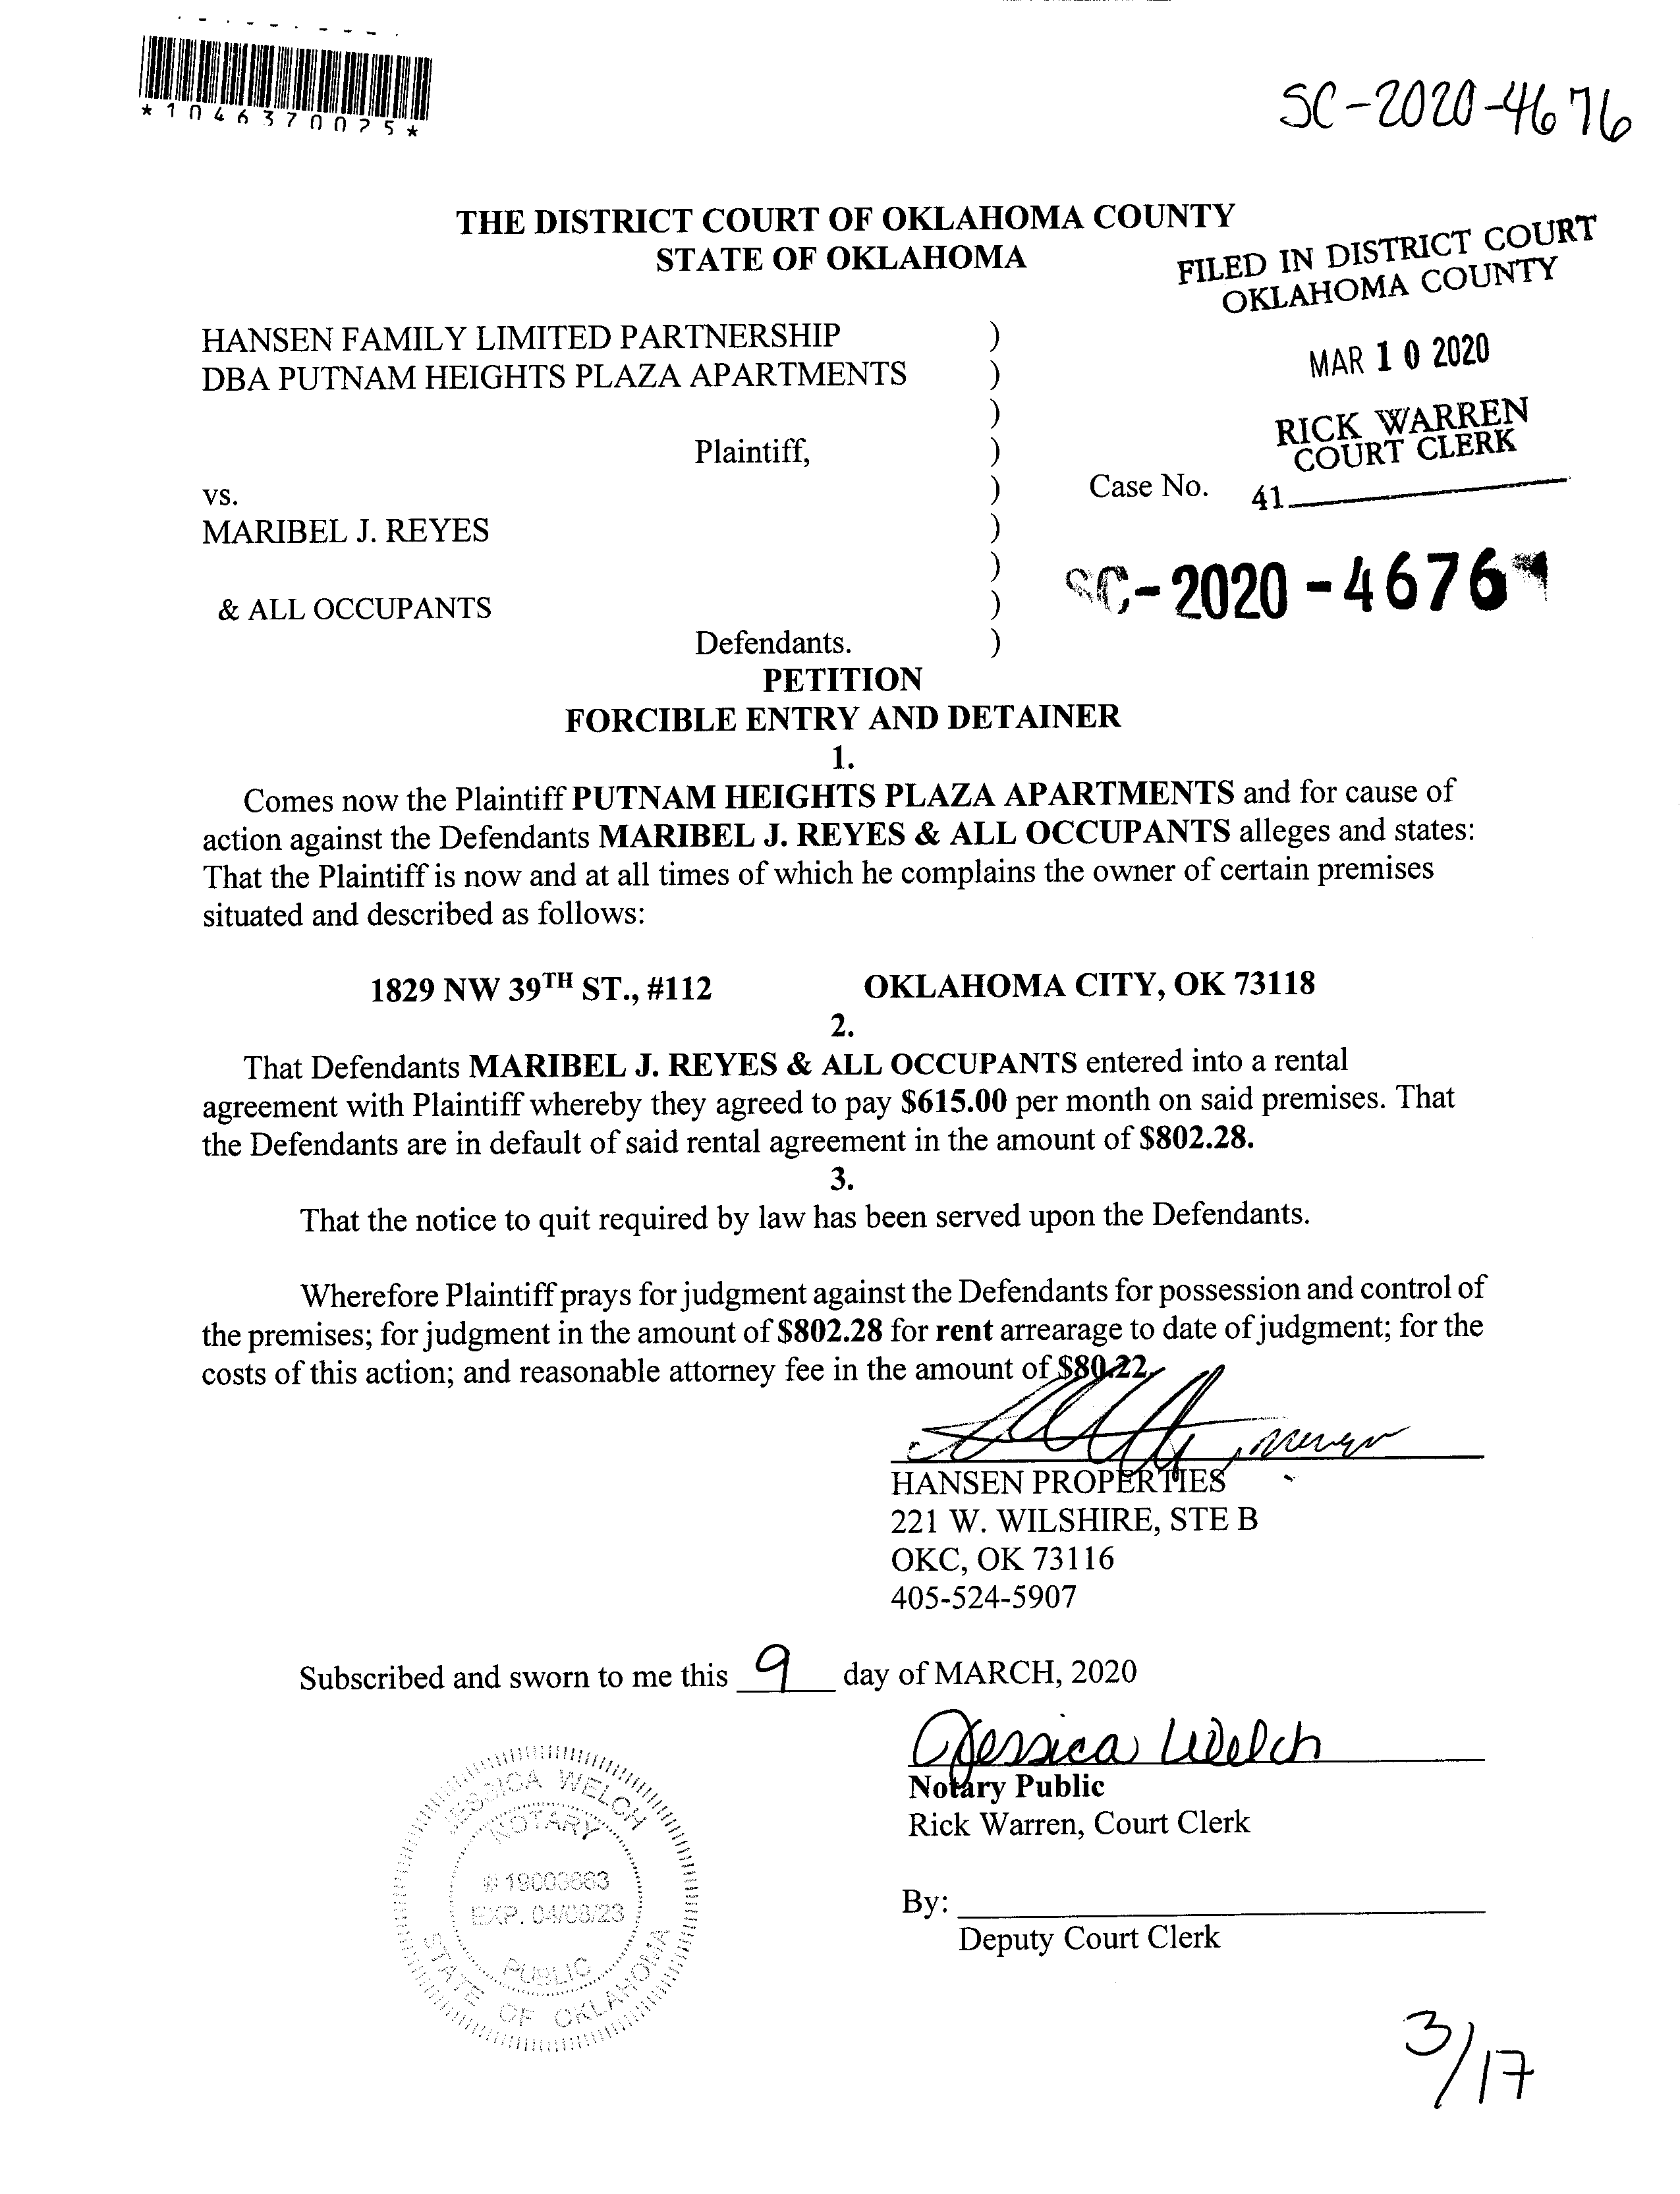 *1046370025*
SC-2020-4676
THE DISTRICT COURT OF OKLAHOMA COUNTY
STATE OF OKLAHOMA
FILED IN DISTRICT COURT
OKLAHOMA COUNTY
MAR 10 2020
RICK WARREN
COURT CLERK
41
HANSEN FAMILY LIMITED PARTNERSHIP )
DBA PUTNAM HEIGHTS PLAZA APARTMENTS )
)
Plaintiff, )
vs. ) Case No.
MARIBEL J. REYES )
)
SC-2020-4676
& ALL OCCUPANTS )
Defendants. )
PETITION
FORCIBLE ENTRY AND DETAINER
1.
Comes now the Plaintiff PUTNAM HEIGHTS PLAZA APARTMENTS and for cause of
action against the Defendants MARIBEL J. REYES & ALL OCCUPANTS alleges and states:
That the Plaintiff is now and at all times of which he complains the owner of certain premises
situated and described as follows:
1829 NW 39TH ST., #112 OKLAHOMA CITY, OK 73118
2.
That Defendants MARIBEL J. REYES & ALL OCCUPANTS entered into a rental
agreement with Plaintiff whereby they agreed to pay $615.00 per month on said premises. That
the Defendants are in default of said rental agreement in the amount of $802.28.
3.
That the notice to quit required by law has been served upon the Defendants.
Wherefore Plaintiff prays for judgment against the Defendants for possession and control of
the premises; for judgment in the amount of $802.28 for rent arrearage to date of judgment; for the
costs of this action; and reasonable attorney fee in the amount of $80.22.
HANSEN PROPERTIES
221 W. WILSHIRE, STE B
OKC, OK 73116
405-524-5907
Subscribed and sworn to me this 9 day of MARCH, 2020
Jessica Welch
Notary Public
Rick Warren, Court Clerk
By:
Deputy Court Clerk
JESSICA WELCH
NOTARY
# 19003663
EXP. 04/08/23
PUBLIC
STATE OF OKLAHOMA
3/17